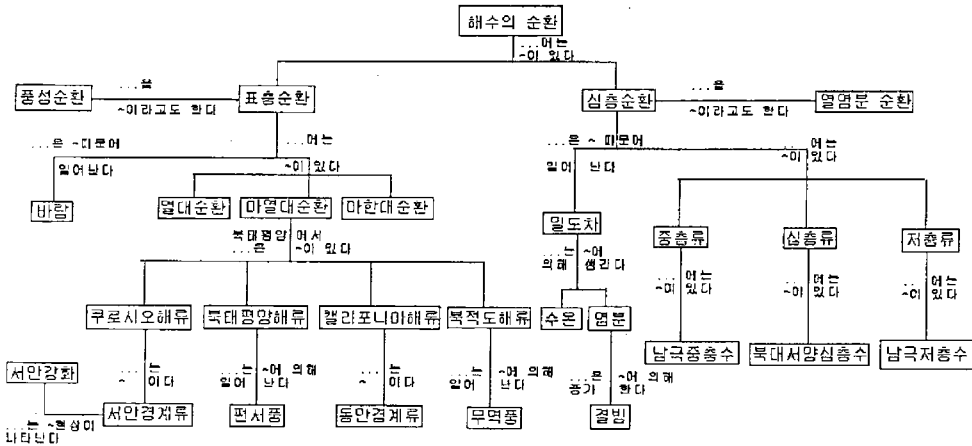 해수의 순환
...에는
~이 있다
...을
풍성순환
표층순환
~이라고도 한다
...을
심층순환
열염분 순환
~이라고도 한다
...은 ~때문에
일어난다
...에는
~이 있다
...은 ~ 때문에
일어 난다
...에는
~이 있다
바람
열대순환
아열대순환
아한대순환
밀도차
중층류
심층류
저층류
북태평양 에서
...은 ~이 있다
...는 ~에
의해 생긴다
...에는
~이 있다
...에는
~이 있다
...에는
~이 있다
쿠로시오해류
북태평양해류
캘리포니아해류
북적도해류
수온
염분
남극중층수
북대서양심층수
남극저층수
서안강화
...는
~ 이다
...는 ~에 의해
일어 난다
...는
~이다
...는 ~에 의해
일어 난다
...은 ~에 의해
증가 한다
서안경계류
편서풍
동안경계류
무역풍
결빙
...는 ~현상이
나타난다